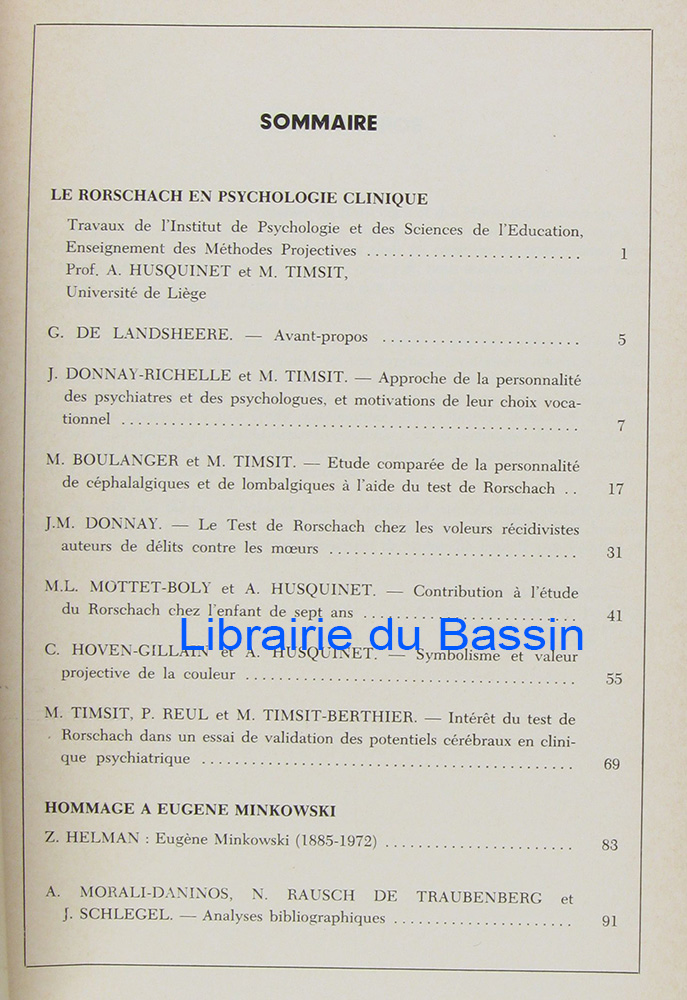 SOMMAIRE
LE RORSCHACH EN PSYCHOLOGIE CLINIQUE
Travaux de l'Institut de Psychologie et des Sciences de l'Education,
Enseignement des Méthodes Projectives .......................... 1
Prof. A. HUSQUINET et M. TIMSIT,
Université de Liège
G. DE LANDSHEERE. — Avant-propos ........................ 5
J. DONNAY-RICHELLE et M. TIMSIT. — Approche de la personnalité
des psychiatres et des psychologues, et motivations de leur choix voca-
tionnel ....................................................... 7
M. BOULANGER et M. TIMSIT. — Etude comparée de la personnalité
de céphalalgiques et de lombalgiques à l'aide du test de Rorschach .. 17
J.M. DONNAY. — Le Test de Rorschach chez les voleurs récidivistes
auteurs de délits contre les mœurs .............................. 31
M.L. MOTTET-BOLY et A. HUSQUINET. — Contribution à l'étude
du Rorschach chez l'enfant de sept ans .......................... 41
Librairie du Bassin
C. HOVEN-GILLAIN et A. HUSQUINET. — Symbolisme et valeur
projective de la couleur ........................................ 55
M. TIMSIT, P. REUL et M. TIMSIT-BERTHIER. — Intérêt du test de
Rorschach dans un essai de validation des potentiels cérébraux en clini-
que psychiatrique ............................................. 69
HOMMAGE A EUGENE MINKOWSKI
Z. HELMAN : Eugène Minkowski (1885-1972) ....................... 83
A. MORALI-DANINOS, N. RAUSCH DE TRAUBENBERG et
J. SCHLEGEL. — Analyses bibliographiques ...................... 91